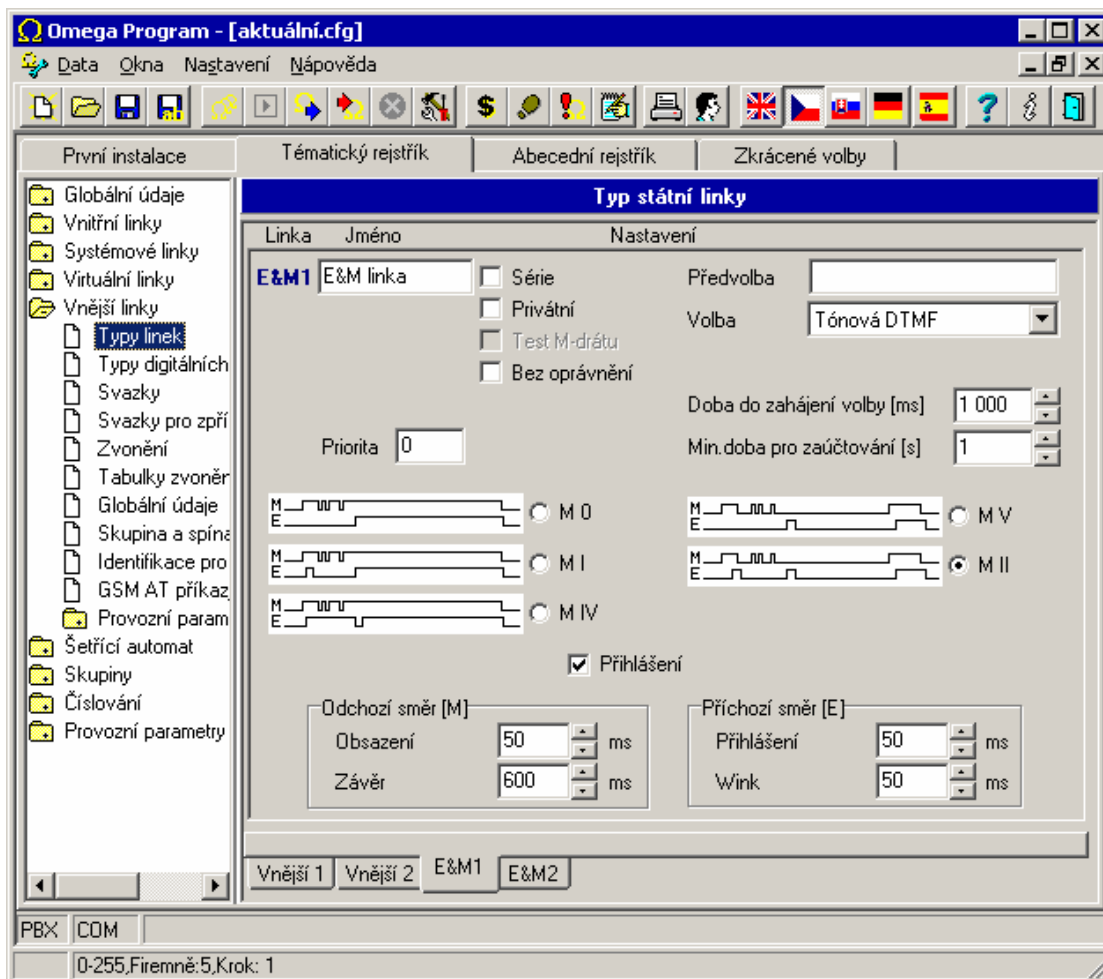 Omega Program - [aktuální.cfg]
Data Okna Nastavení Nápověda
První instalace Tématický rejstřík Abecední rejstřík Zkrácené volby
Globální údaje
Vnitřní linky
Systémové linky
Virtuální linky
Vnější linky
Typy linek
Typy digitálních
Svazky
Svazky pro zpří
Zvonění
Tabulky zvoněr
Globální údaje
Skupina a spína
Identifikace pro
GSM AT příkaz
Provozní param
Šetřící automat
Skupiny
Číslování
Provozní parametry
Typ státní linky
Linka Jméno Nastavení
E&M1 E&M linka Série Předvolba
Privátní
Volba Tónová DTMF
Test M-drátu
Bez oprávnění
Doba do zahájení volby [ms] 1 000
Priorita 0 Min.doba pro zaúčtování [s] 1
M E M 0 M E M V
M E M I M E M II
M E M IV
Přihlášení
Odchozí směr [M] Příchozí směr [E]
Obsazení 50 ms Přihlášení 50 ms
Závěr 600 ms Wink 50 ms
Vnější 1 Vnější 2 E&M1 E&M2
PBX COM
0-255,Firemně:5,Krok: 1